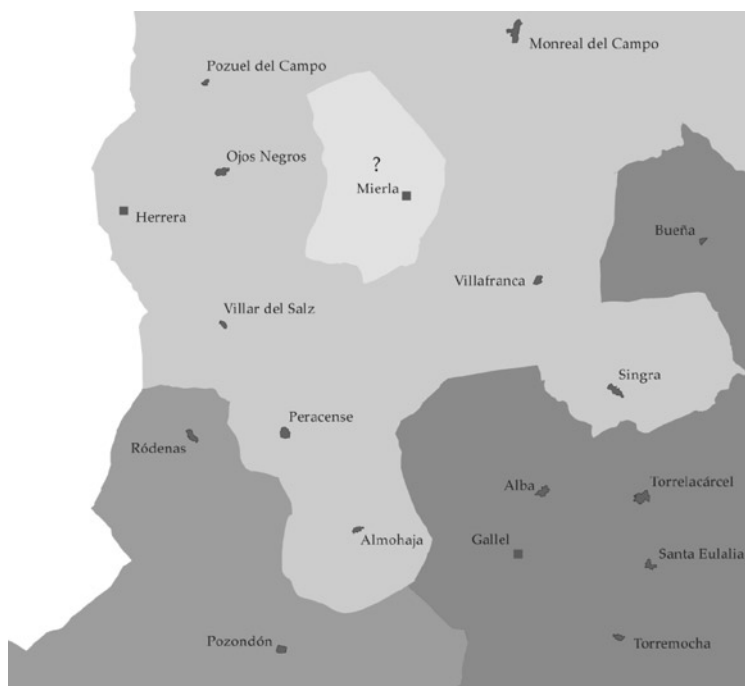 Monreal del Campo
Pozuel del Campo
Ojos Negros
?
Mierla
Herrera
Bueña
Villafranca
Villar del Salz
Singra
Peracense
Ródenas
Alba
Torrelacárcel
Almohaja
Gallel
Santa Eulalia
Pozondón
Torremocha